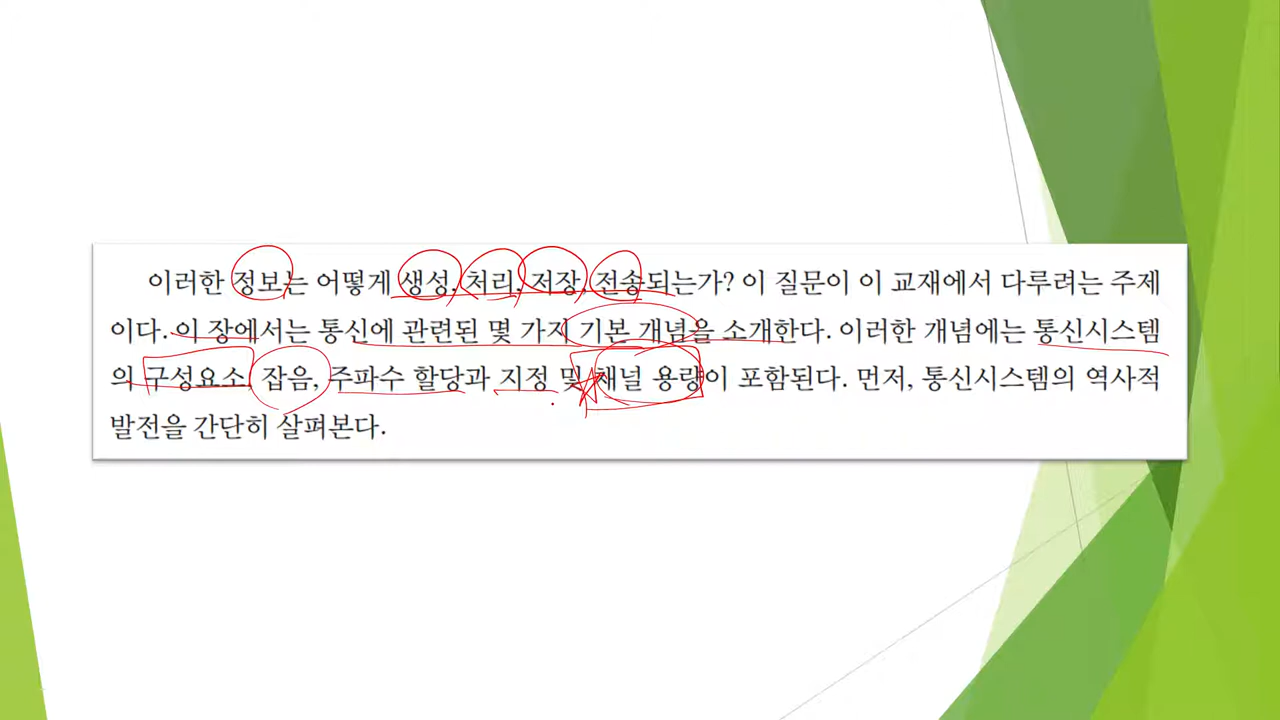 이러한 정보는 어떻게 생성, 처리, 저장, 전송되는가? 이 질문이 이 교재에서 다루려는 주제
이다. 이 장에서는 통신에 관련된 몇 가지 기본 개념을 소개한다. 이러한 개념에는 통신시스템
의 구성요소, 잡음, 주파수 할당과 지정 및 채널 용량이 포함된다. 먼저, 통신시스템의 역사적
발전을 간단히 살펴본다.